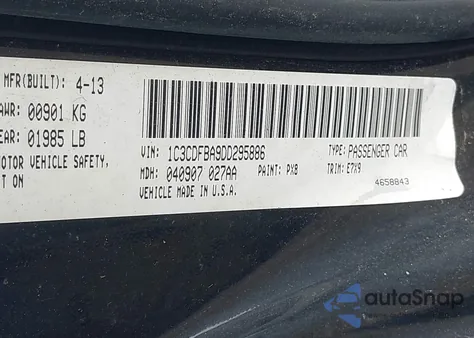 MFR(BUILT): 4-13
AWR: 00901 KG
EAR: 01985 LB
MOTOR VEHICLE SAFETY,
T ON
VIN: 1C3CDFBA9DD295886
TYPE: PASSENGER CAR
MDH: 040907 027AA
PAINT: PX8
TRIM: E7X9
VEHICLE MADE IN U.S.A.
4658843
autoSnap